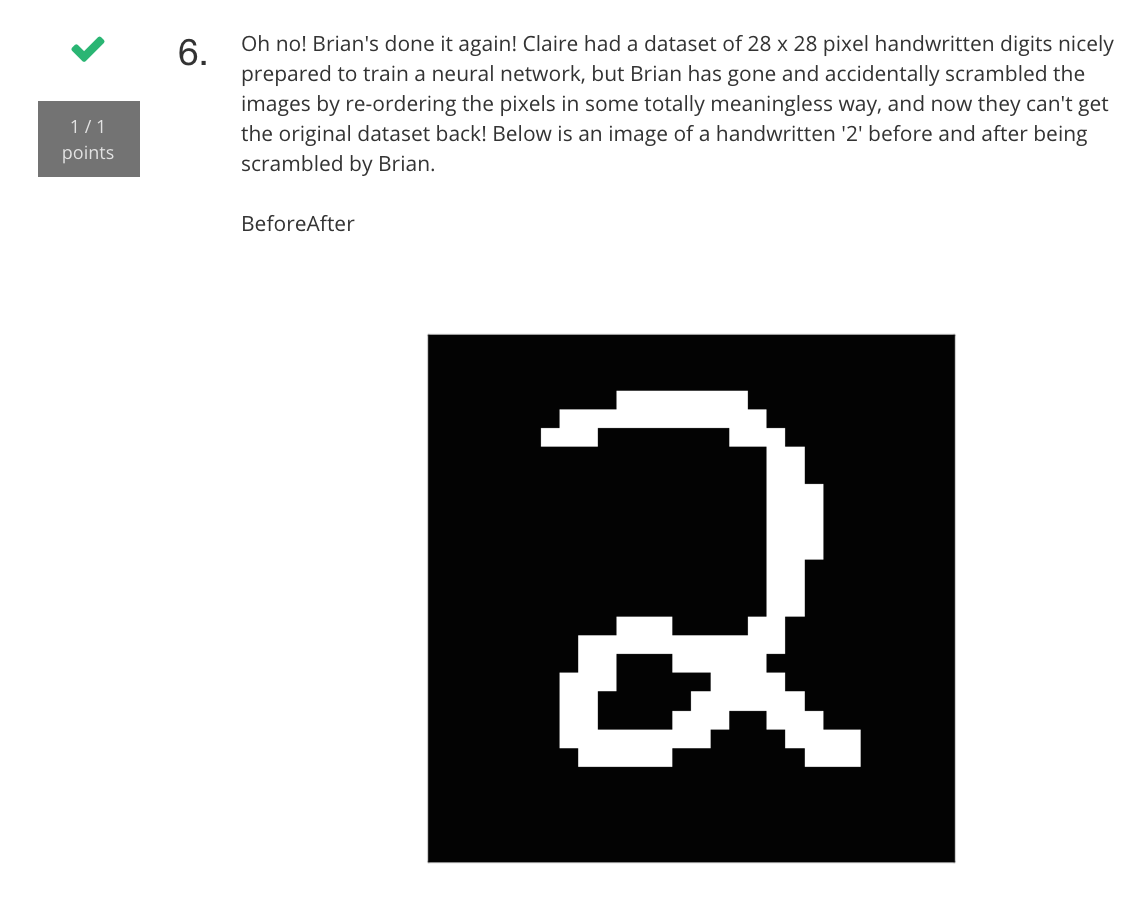 6. Oh no! Brian's done it again! Claire had a dataset of 28 x 28 pixel handwritten digits nicely
prepared to train a neural network, but Brian has gone and accidentally scrambled the
images by re-ordering the pixels in some totally meaningless way, and now they can't get
the original dataset back! Below is an image of a handwritten '2' before and after being
scrambled by Brian.
1 / 1
points
BeforeAfter
2